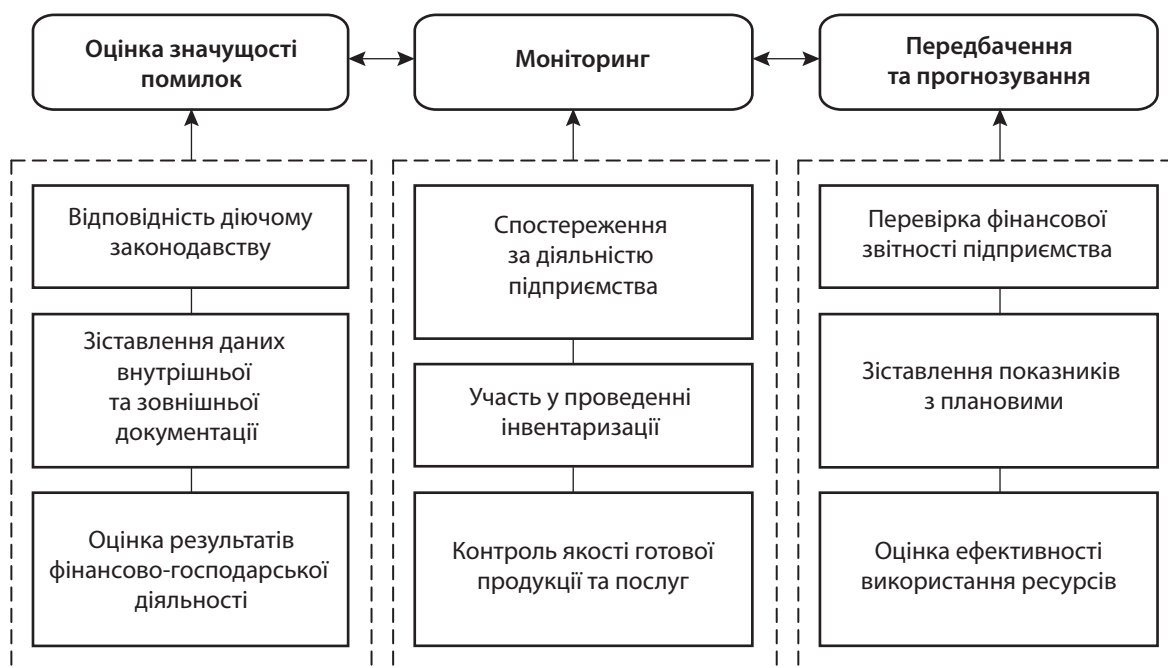 Оцінка значущості
помилок
Моніторинг
Передбачення
та прогнозування
Відповідність діючому
законодавству
Зіставлення даних
внутрішньої
та зовнішньої
документації
Оцінка результатів
фінансово-господарської
діяльності
Спостереження
за діяльністю
підприємства
Участь у проведенні
інвентаризації
Контроль якості готової
продукції та послуг
Перевірка фінансової
звітності підприємства
Зіставлення показників
з плановими
Оцінка ефективності
використання ресурсів